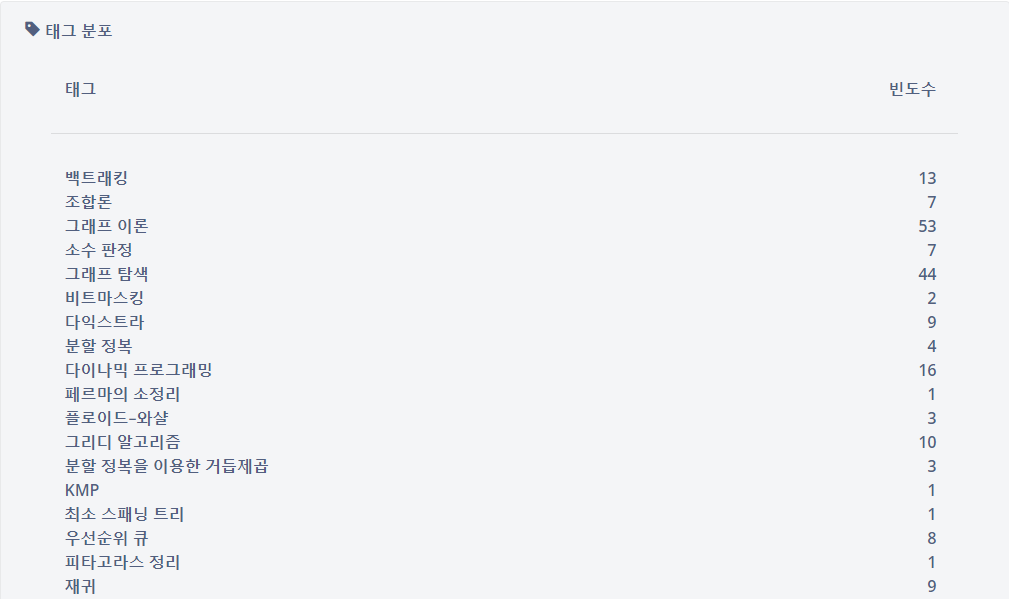 태그 분포
태그 빈도수
백트래킹 13
조합론 7
그래프 이론 53
소수 판정 7
그래프 탐색 44
비트마스킹 2
다익스트라 9
분할 정복 4
다이나믹 프로그래밍 16
페르마의 소정리 1
플로이드–와샬 3
그리디 알고리즘 10
분할 정복을 이용한 거듭제곱 3
KMP 1
최소 스패닝 트리 1
우선순위 큐 8
피타고라스 정리 1
재귀 9